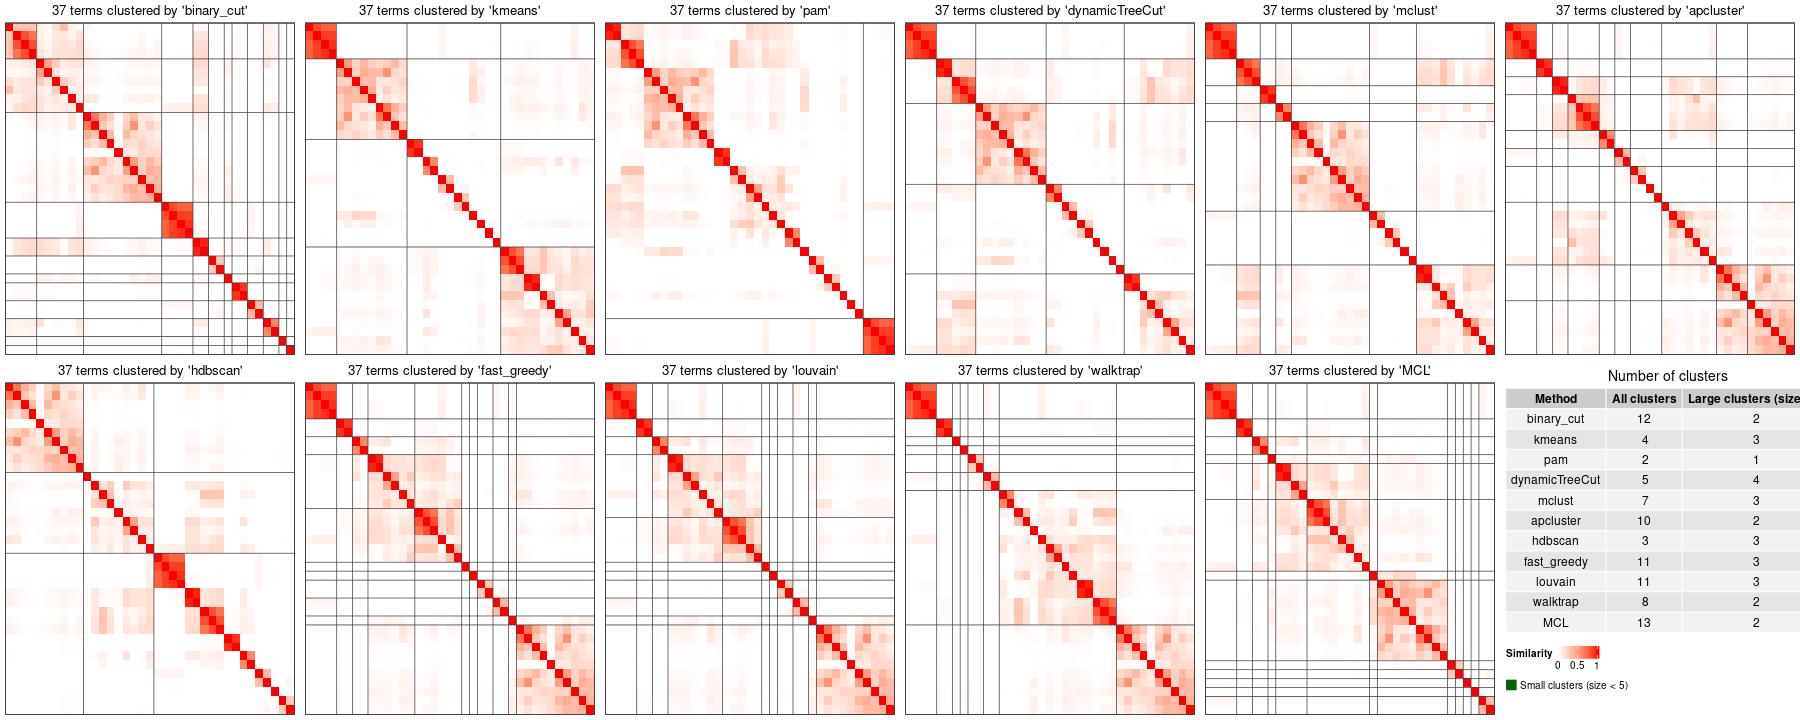 37 terms clustered by 'binary_cut'
37 terms clustered by 'kmeans'
37 terms clustered by 'pam'
37 terms clustered by 'dynamicTreeCut'
37 terms clustered by 'mclust'
37 terms clustered by 'apcluster'
37 terms clustered by 'hdbscan'
37 terms clustered by 'fast_greedy'
37 terms clustered by 'louvain'
37 terms clustered by 'walktrap'
37 terms clustered by 'MCL'
Number of clusters
Method All clusters Large clusters (size
binary_cut 12 2
kmeans 4 3
pam 2 1
dynamicTreeCut 5 4
mclust 7 3
apcluster 10 2
hdbscan 3 3
fast_greedy 11 3
louvain 11 3
walktrap 8 2
MCL 13 2
Similarity
0 0.5 1
Small clusters (size < 5)